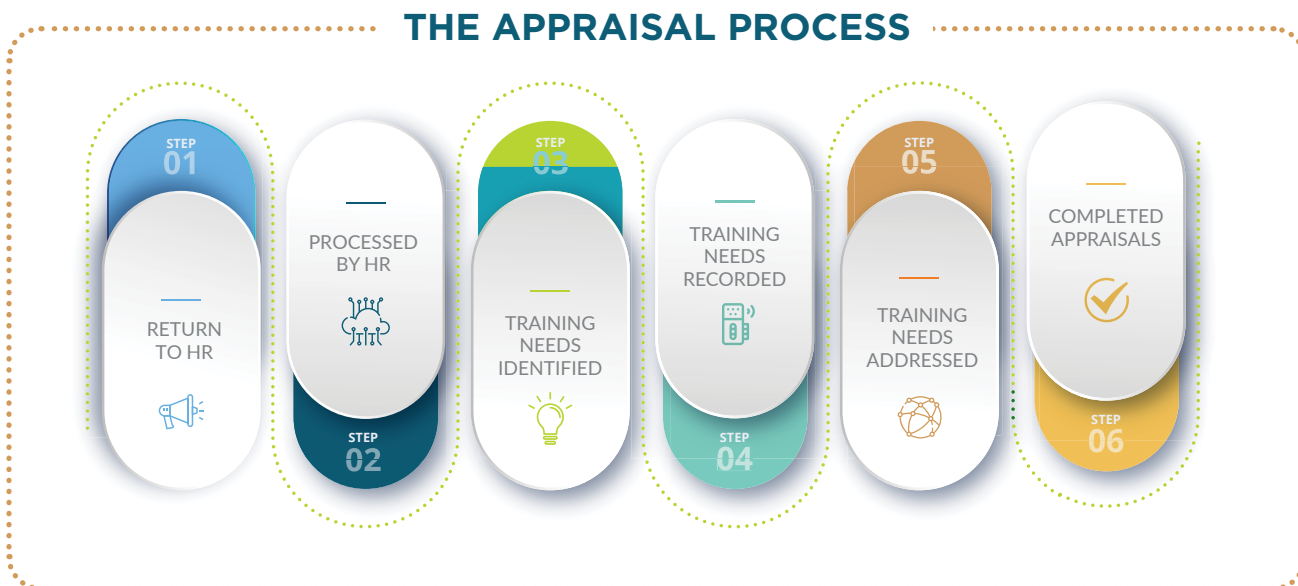 THE APPRAISAL PROCESS
STEP
01
RETURN
TO HR
PROCESSED
BY HR
STEP
02
STEP
03
TRAINING
NEEDS
IDENTIFIED
TRAINING
NEEDS
RECORDED
STEP
04
STEP
05
TRAINING
NEEDS
ADDRESSED
COMPLETED
APPRAISALS
STEP
06